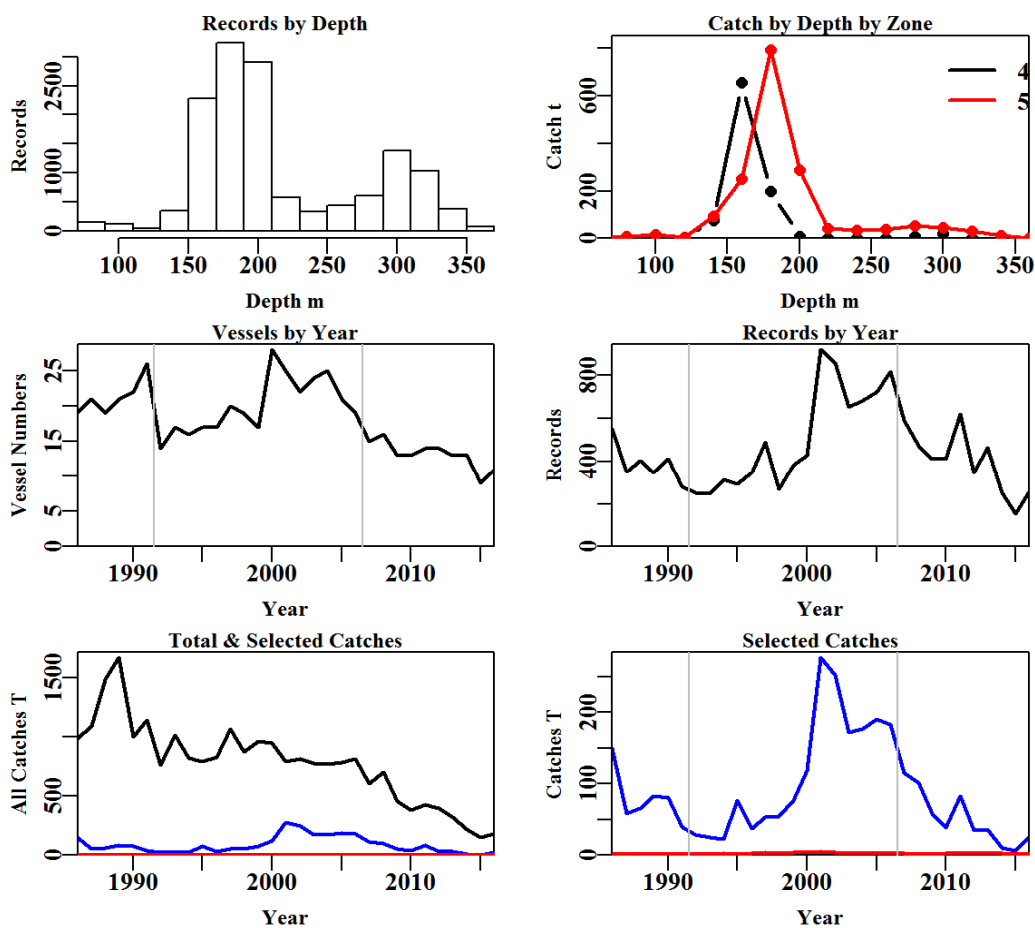 Records by Depth
Records
0
1000
2500
100
150
200
250
300
350
Depth m
Catch by Depth by Zone
Catch t
0
200
600
4
5
100
150
200
250
300
350
Depth m
Vessels by Year
Vessel Numbers
0
5
15
25
1990
2000
2010
Year
Records by Year
Records
0
400
800
1990
2000
2010
Year
Total & Selected Catches
All Catches T
0
500
1500
1990
2000
2010
Year
Selected Catches
Catches T
0
100
200
1990
2000
2010
Year